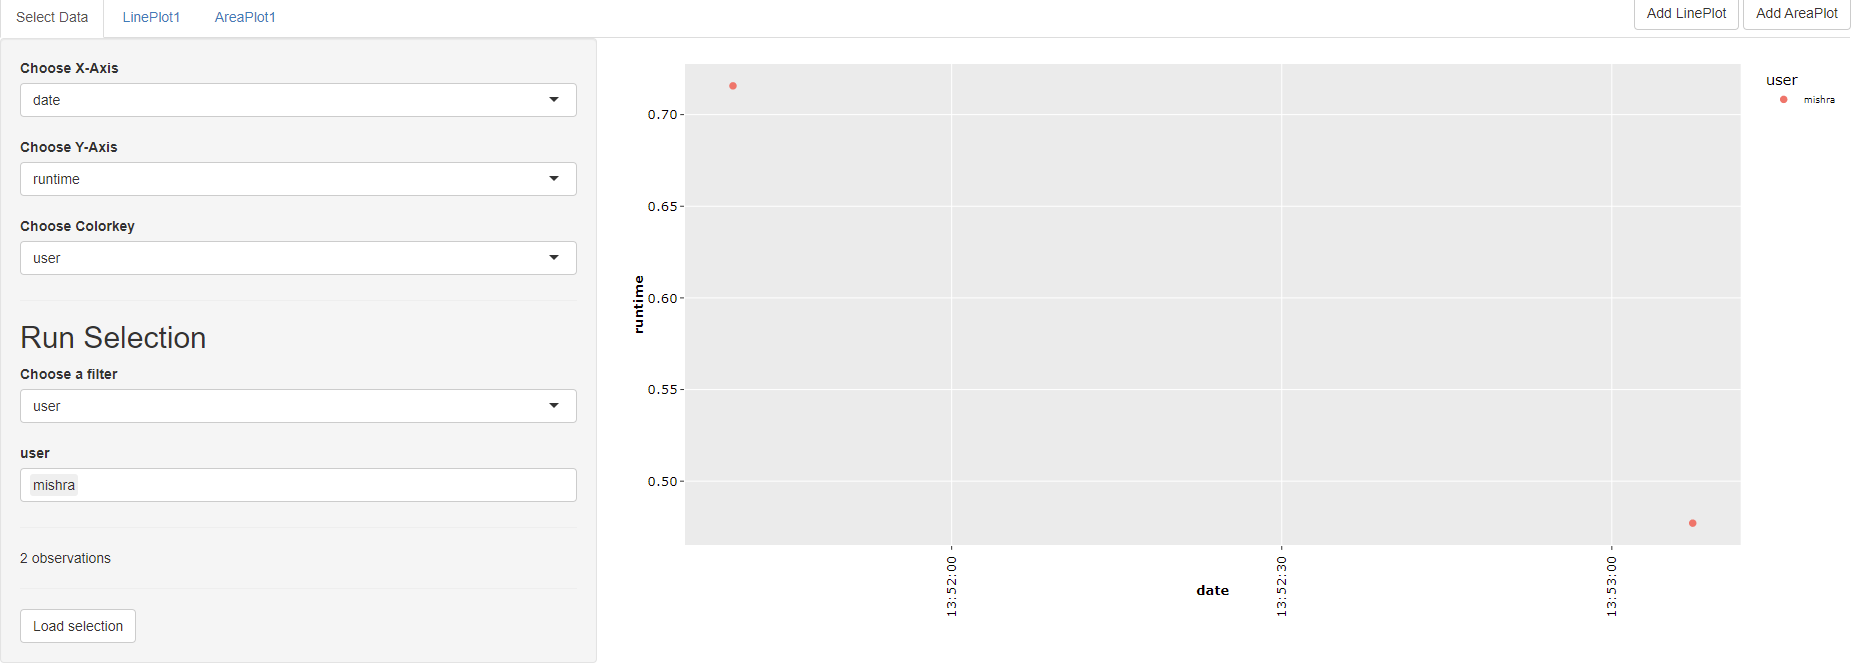 Select Data LinePlot1 AreaPlot1 Add LinePlot Add AreaPlot
Choose X-Axis
date
Choose Y-Axis
runtime
Choose Colorkey
user
Run Selection
Choose a filter
user
user
mishra
2 observations
Load selection
runtime
0.70
0.65
0.60
0.55
0.50
13:52:00
13:52:30
13:53:00
date
user
mishra